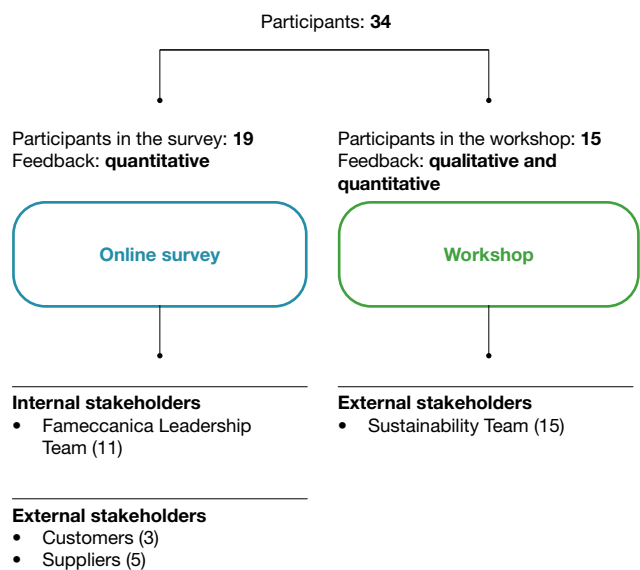 Participants: 34
Participants in the survey: 19
Feedback: quantitative
Participants in the workshop: 15
Feedback: qualitative and
quantitative
Online survey
Workshop
Internal stakeholders
• Fameccanica Leadership
Team (11)
External stakeholders
• Sustainability Team (15)
External stakeholders
• Customers (3)
• Suppliers (5)